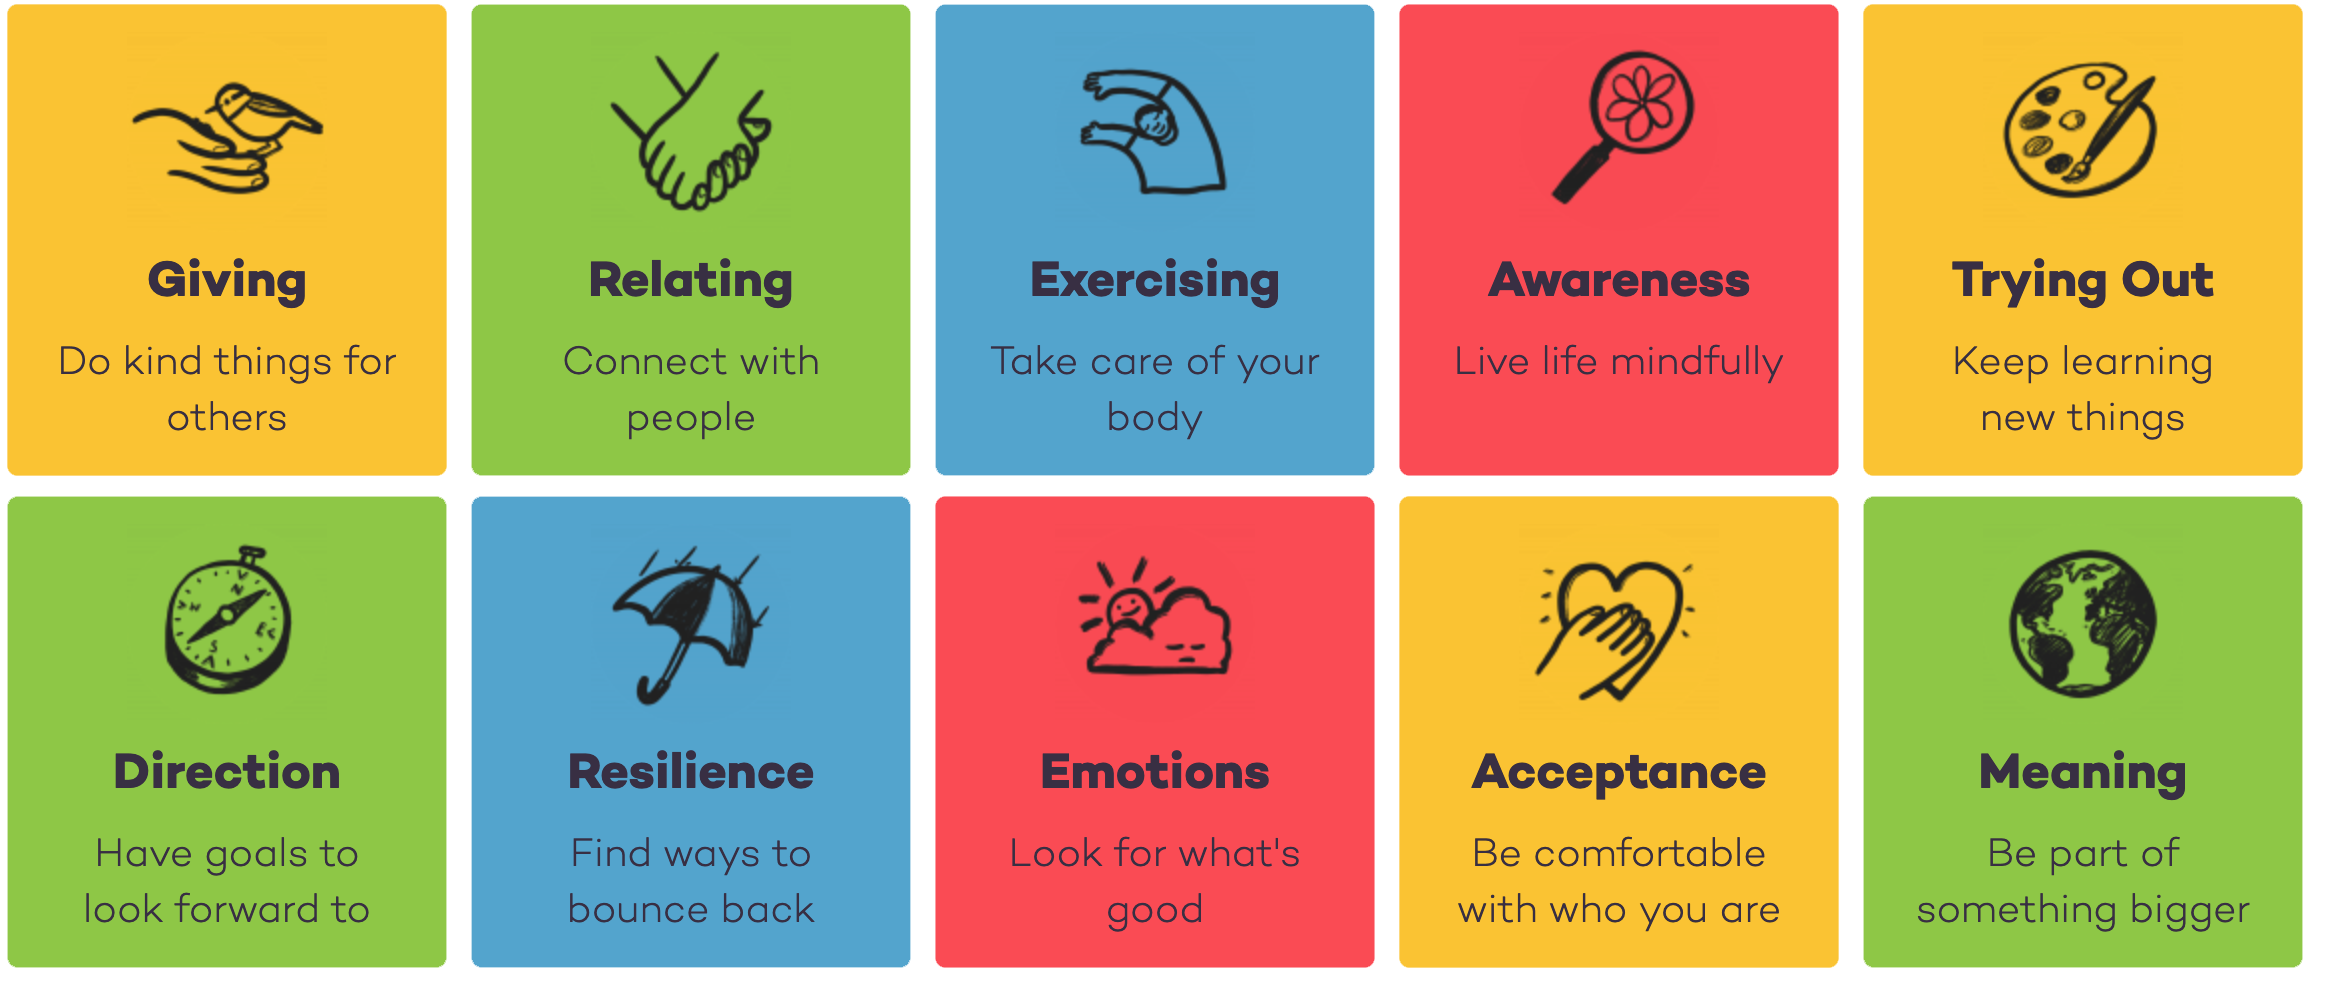 Giving
Do kind things for
others
Relating
Connect with
people
Exercising
Take care of your
body
Awareness
Live life mindfully
Trying Out
Keep learning
new things
Direction
Have goals to
look forward to
Resilience
Find ways to
bounce back
Emotions
Look for what's
good
Acceptance
Be comfortable
with who you are
Meaning
Be part of
something bigger